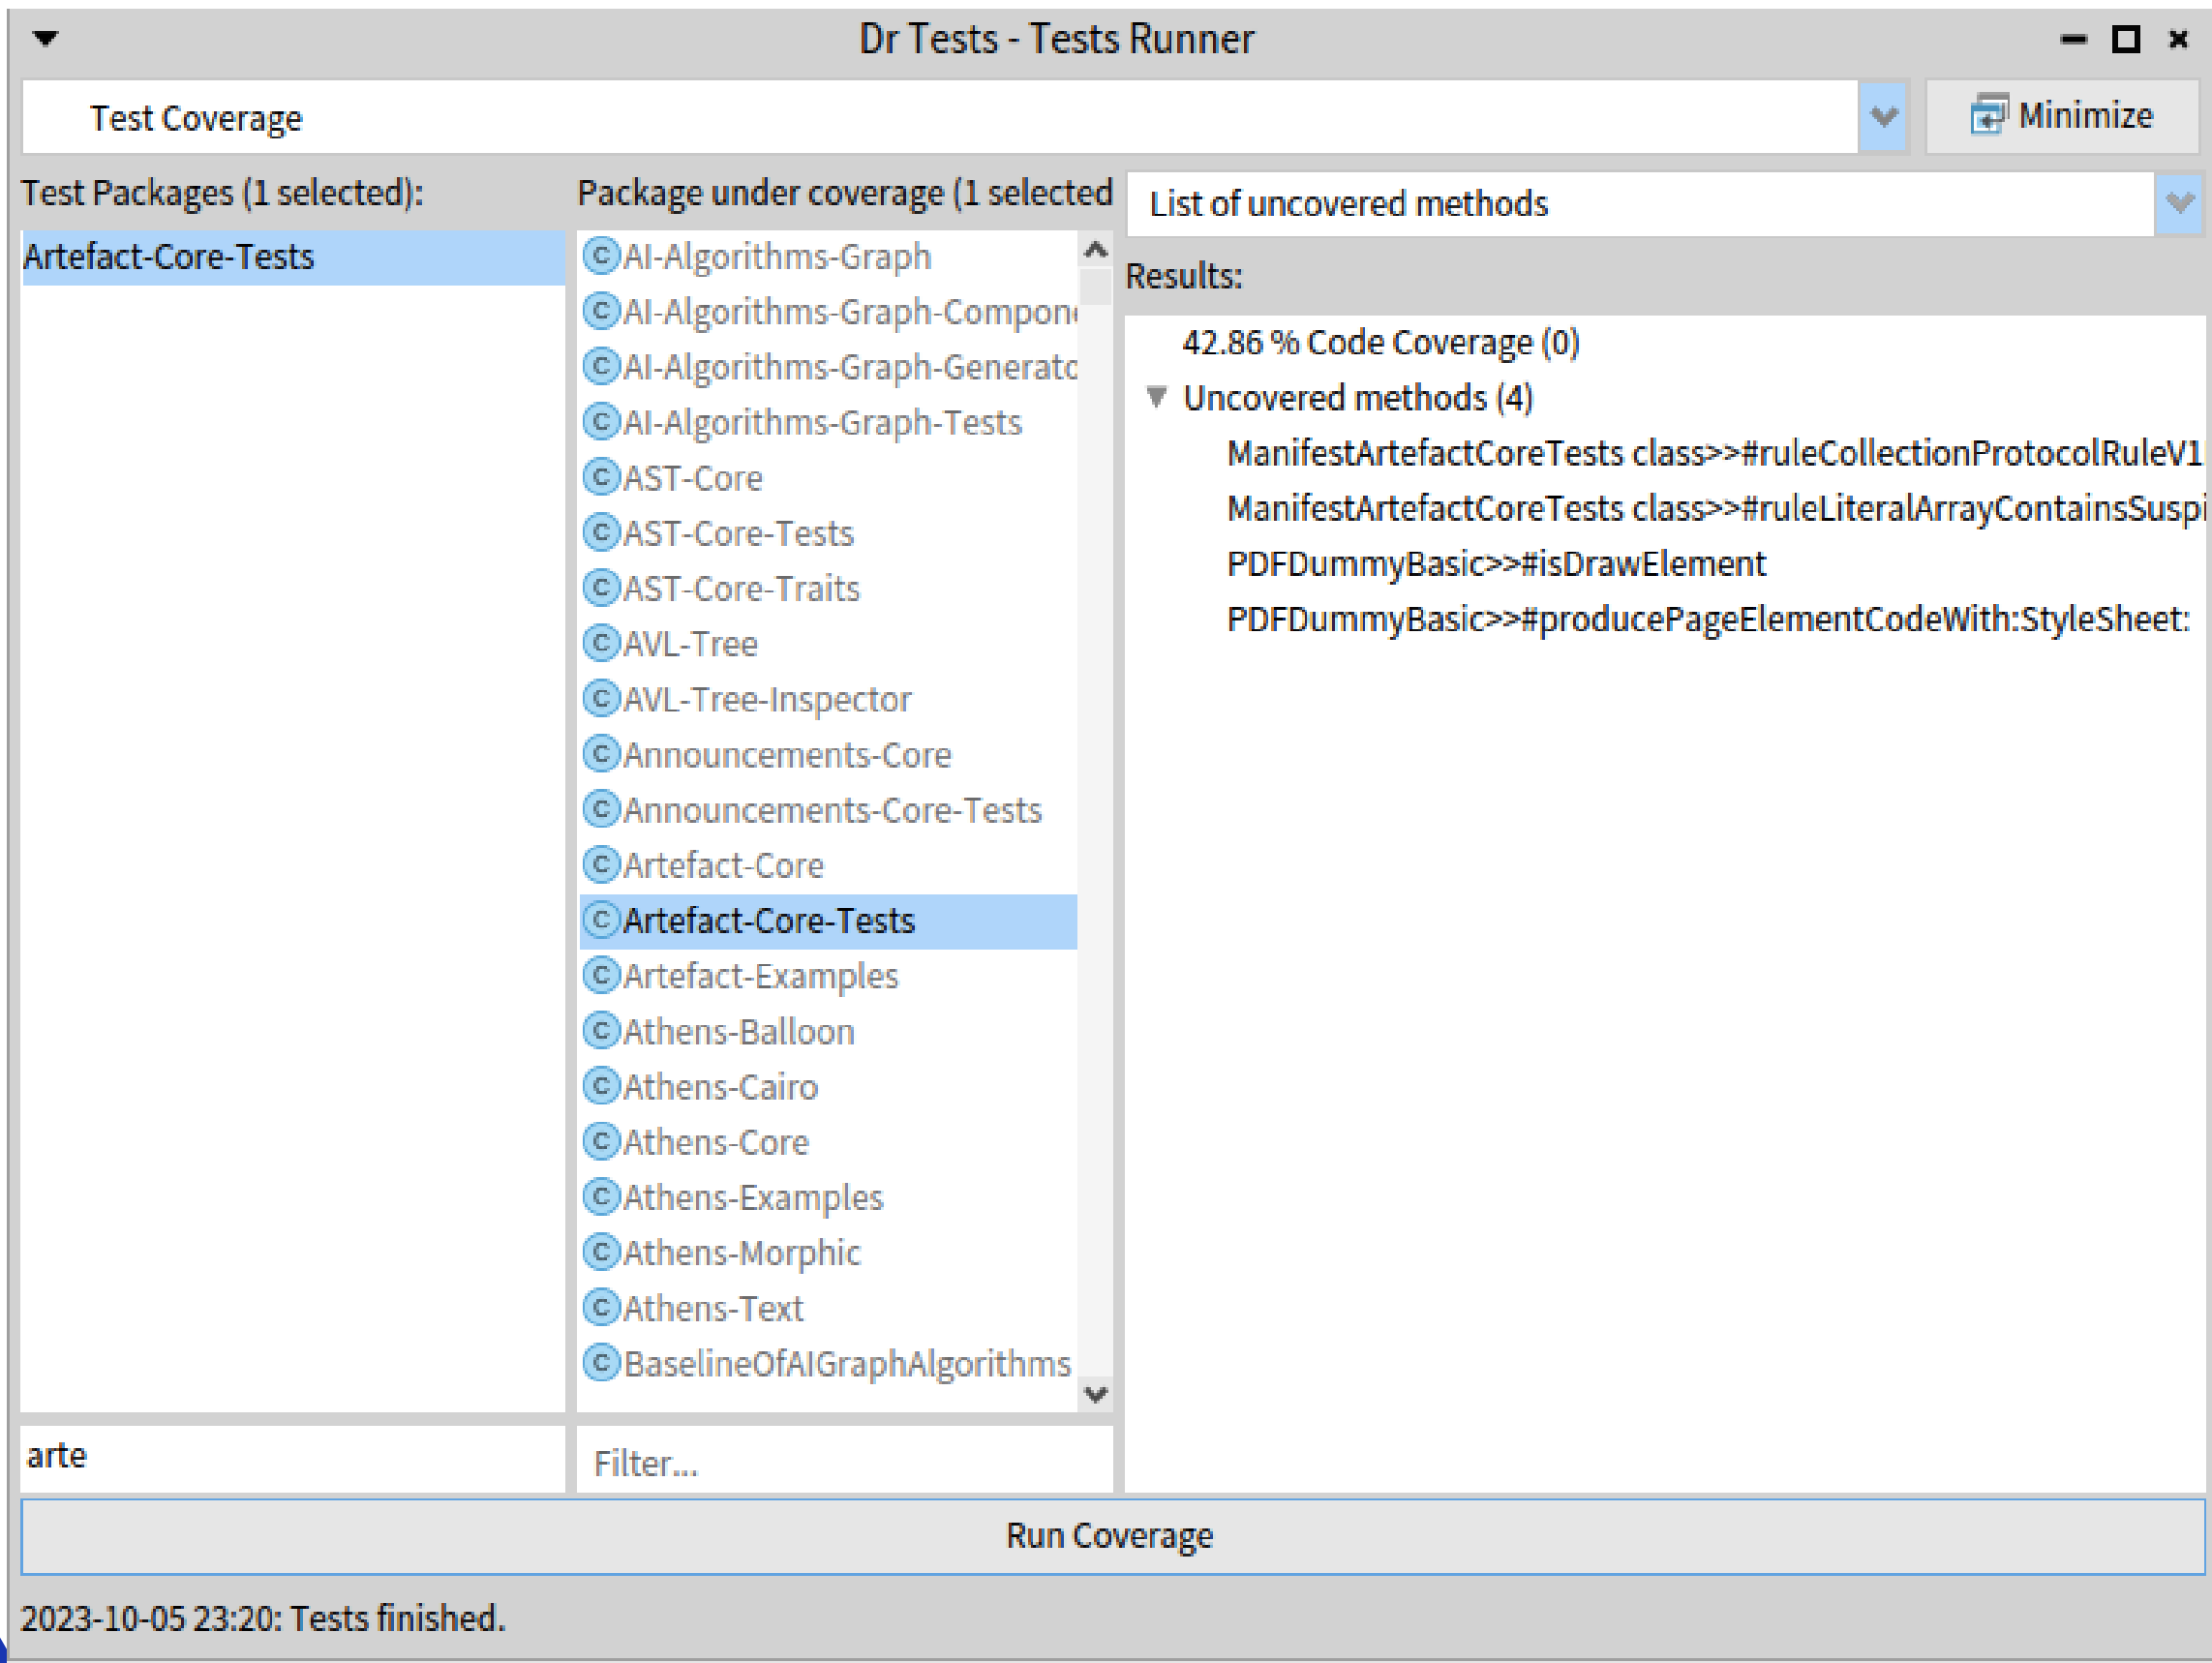 Dr Tests - Tests Runner
Test Coverage
Minimize
Test Packages (1 selected):
Artefact-Core-Tests
arte
Package under coverage (1 selected
AI-Algorithms-Graph
AI-Algorithms-Graph-Compon
AI-Algorithms-Graph-Generato
AI-Algorithms-Graph-Tests
AST-Core
AST-Core-Tests
AST-Core-Traits
AVL-Tree
AVL-Tree-Inspector
Announcements-Core
Announcements-Core-Tests
Artefact-Core
Artefact-Core-Tests
Artefact-Examples
Athens-Balloon
Athens-Cairo
Athens-Core
Athens-Examples
Athens-Morphic
Athens-Text
BaselineOfAIGraphAlgorithms
Filter...
List of uncovered methods
Results:
42.86 % Code Coverage (0)
Uncovered methods (4)
ManifestArtefactCoreTests class>>#ruleCollectionProtocolRuleV1
ManifestArtefactCoreTests class>>#ruleLiteralArrayContainsSuspi
PDFDummyBasic>>#isDrawElement
PDFDummyBasic>>#producePageElementCodeWith:StyleSheet:
Run Coverage
2023-10-05 23:20: Tests finished.